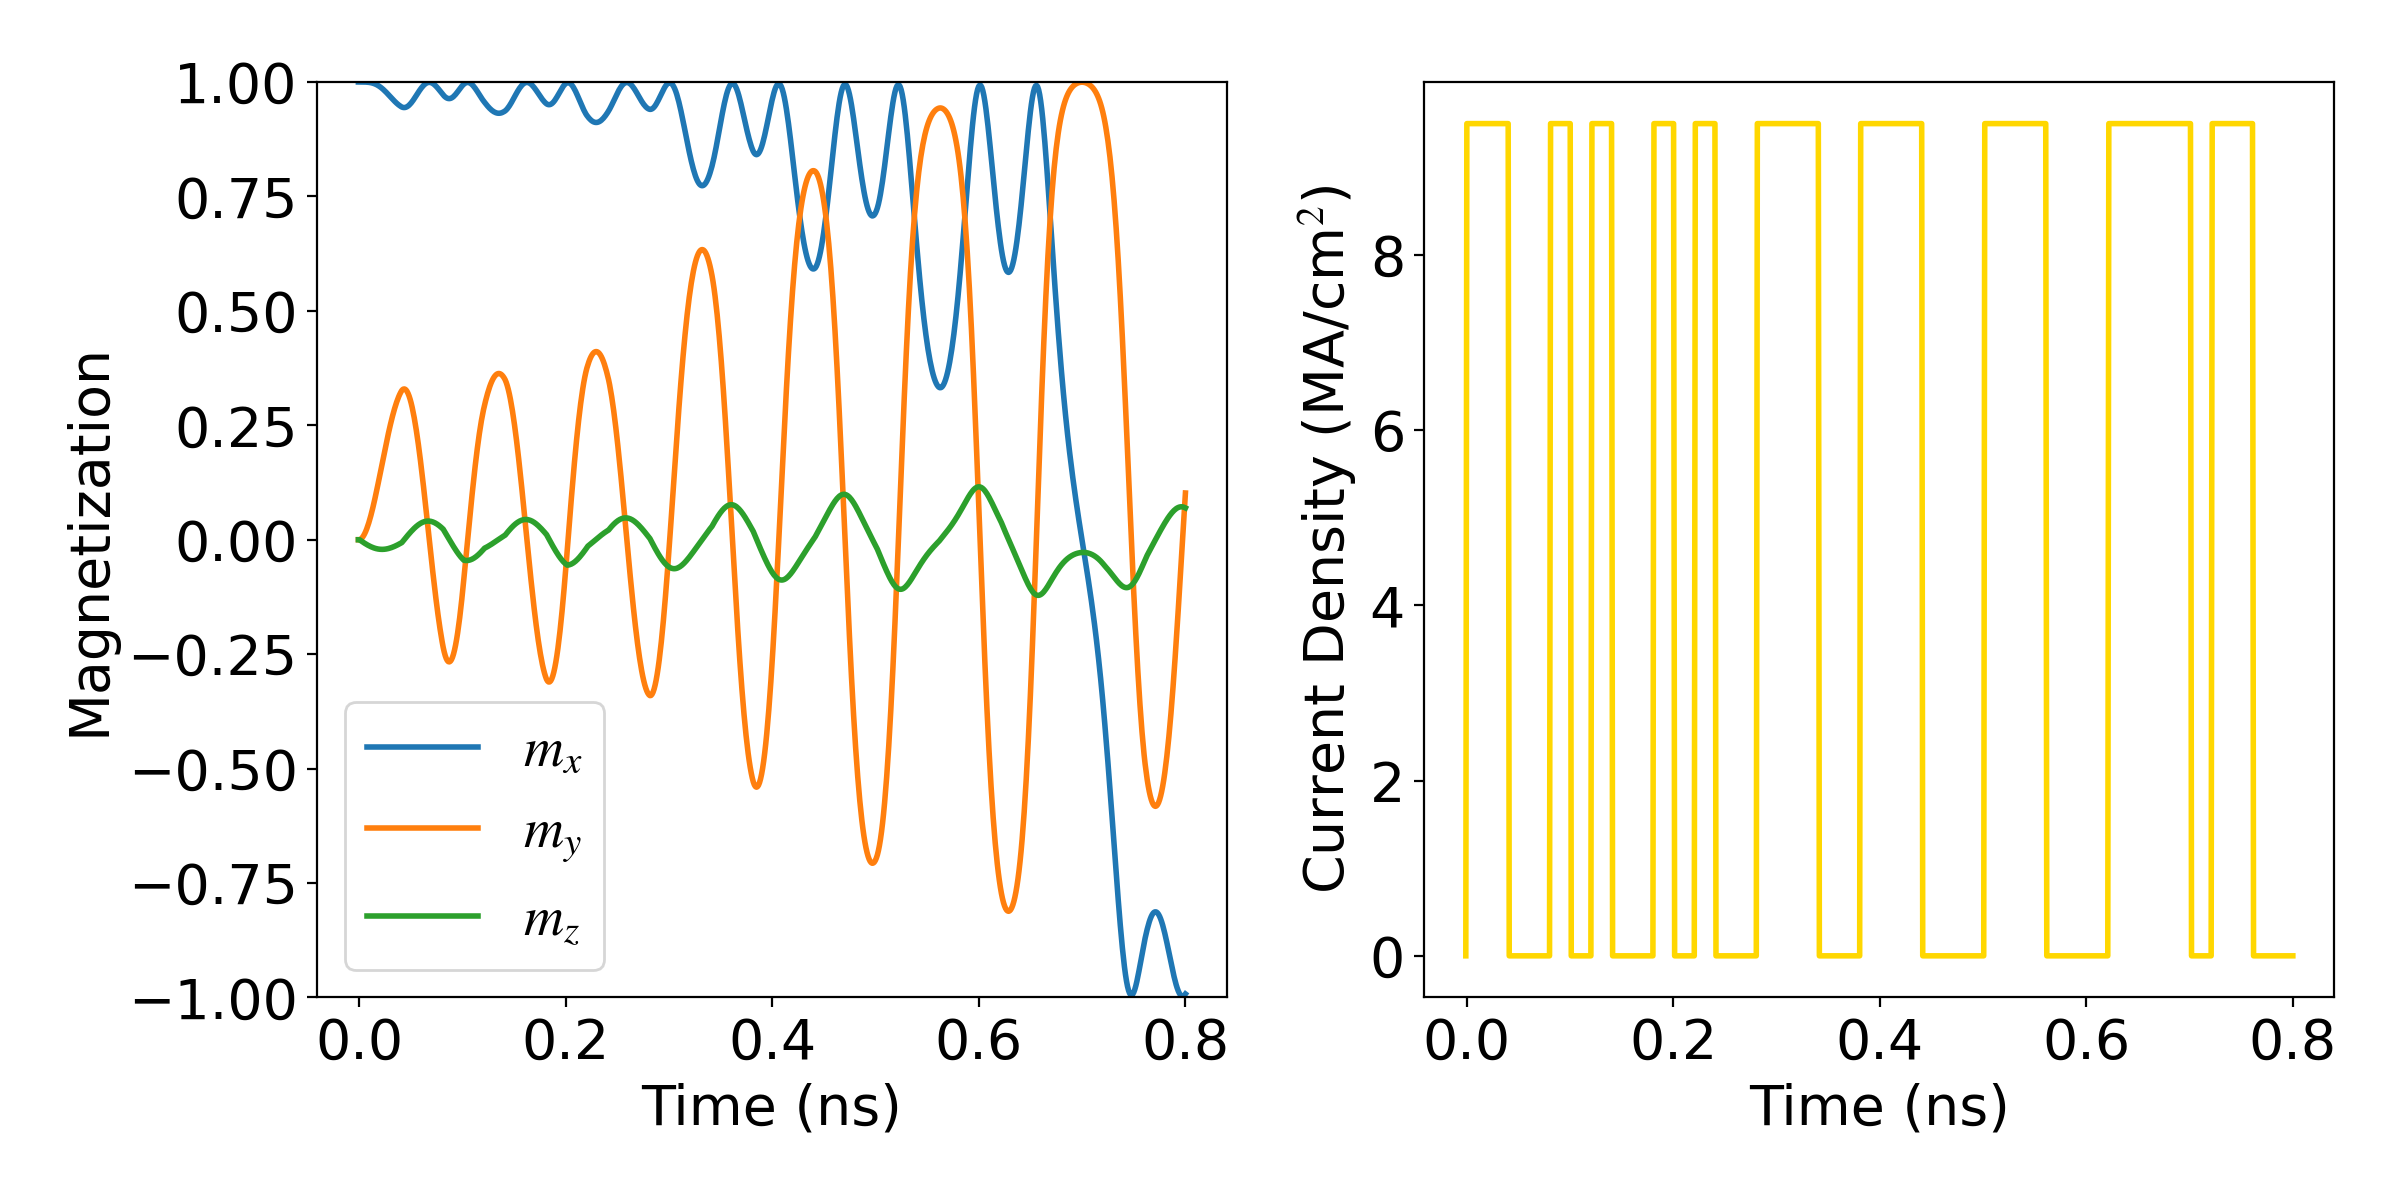 Magnetization
1.00
0.75
0.50
0.25
0.00
−0.25
−0.50
−0.75
−1.00
m_x
m_y
m_z
0.0 0.2 0.4 0.6 0.8
Time (ns)
Current Density (MA/cm²)
8
6
4
2
0
0.0 0.2 0.4 0.6 0.8
Time (ns)